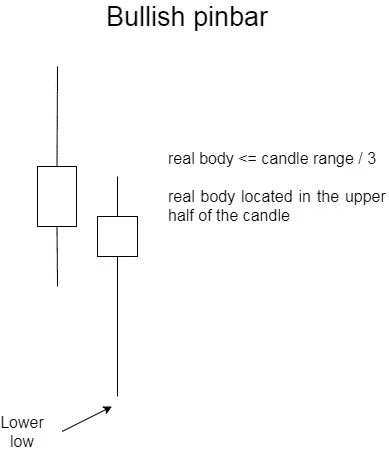 Bullish pinbar
real body <= candle range / 3
real body located in the upper
half of the candle
Lower
low